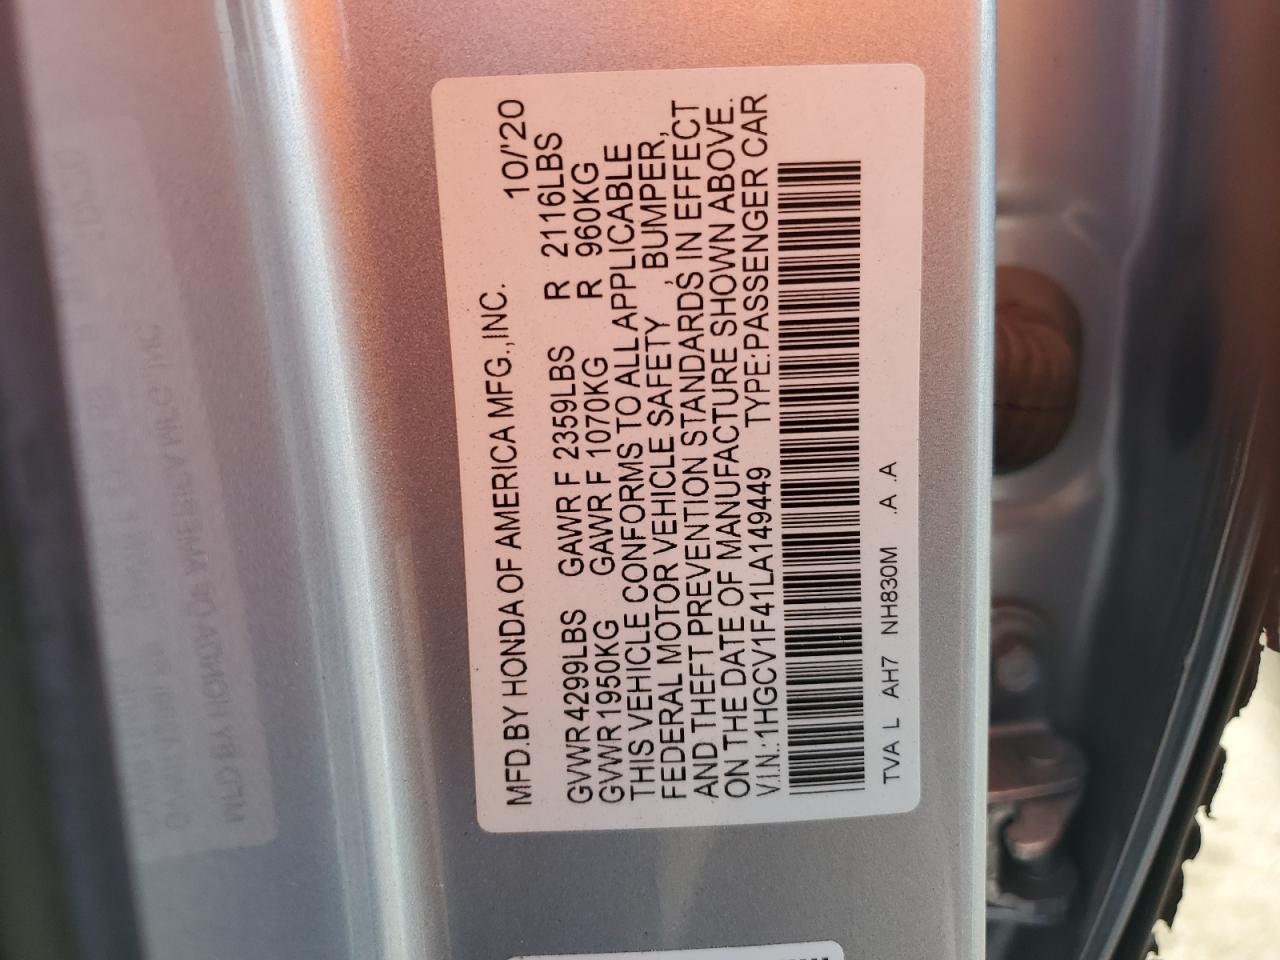 MFD.BY HONDA OF AMERICA MFG.,INC. 10/'20
GVWR 4299LBS GAWR F 2359LBS R 2116LBS
GVWR 1950KG GAWR F 1070KG R 960KG
THIS VEHICLE CONFORMS TO ALL APPLICABLE
FEDERAL MOTOR VEHICLE SAFETY, BUMPER,
AND THEFT PREVENTION STANDARDS IN EFFECT
ON THE DATE OF MANUFACTURE SHOWN ABOVE.
V.I.N.:1HGCV1F41LA149449 TYPE:PASSENGER CAR
TVA L AH7 NH830M .A .A